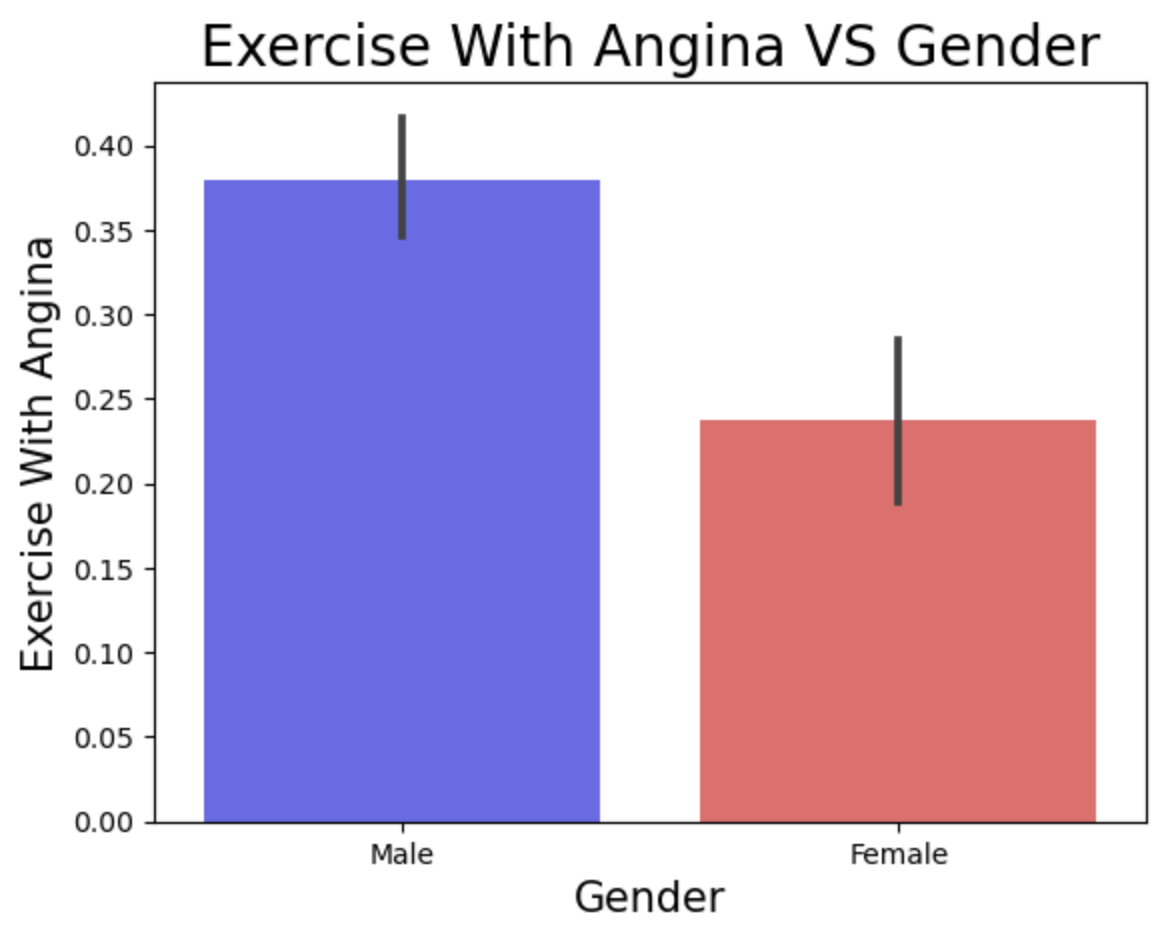 Exercise With Angina VS Gender
Exercise With Angina
0.40
0.35
0.30
0.25
0.20
0.15
0.10
0.05
0.00
Male
Female
Gender